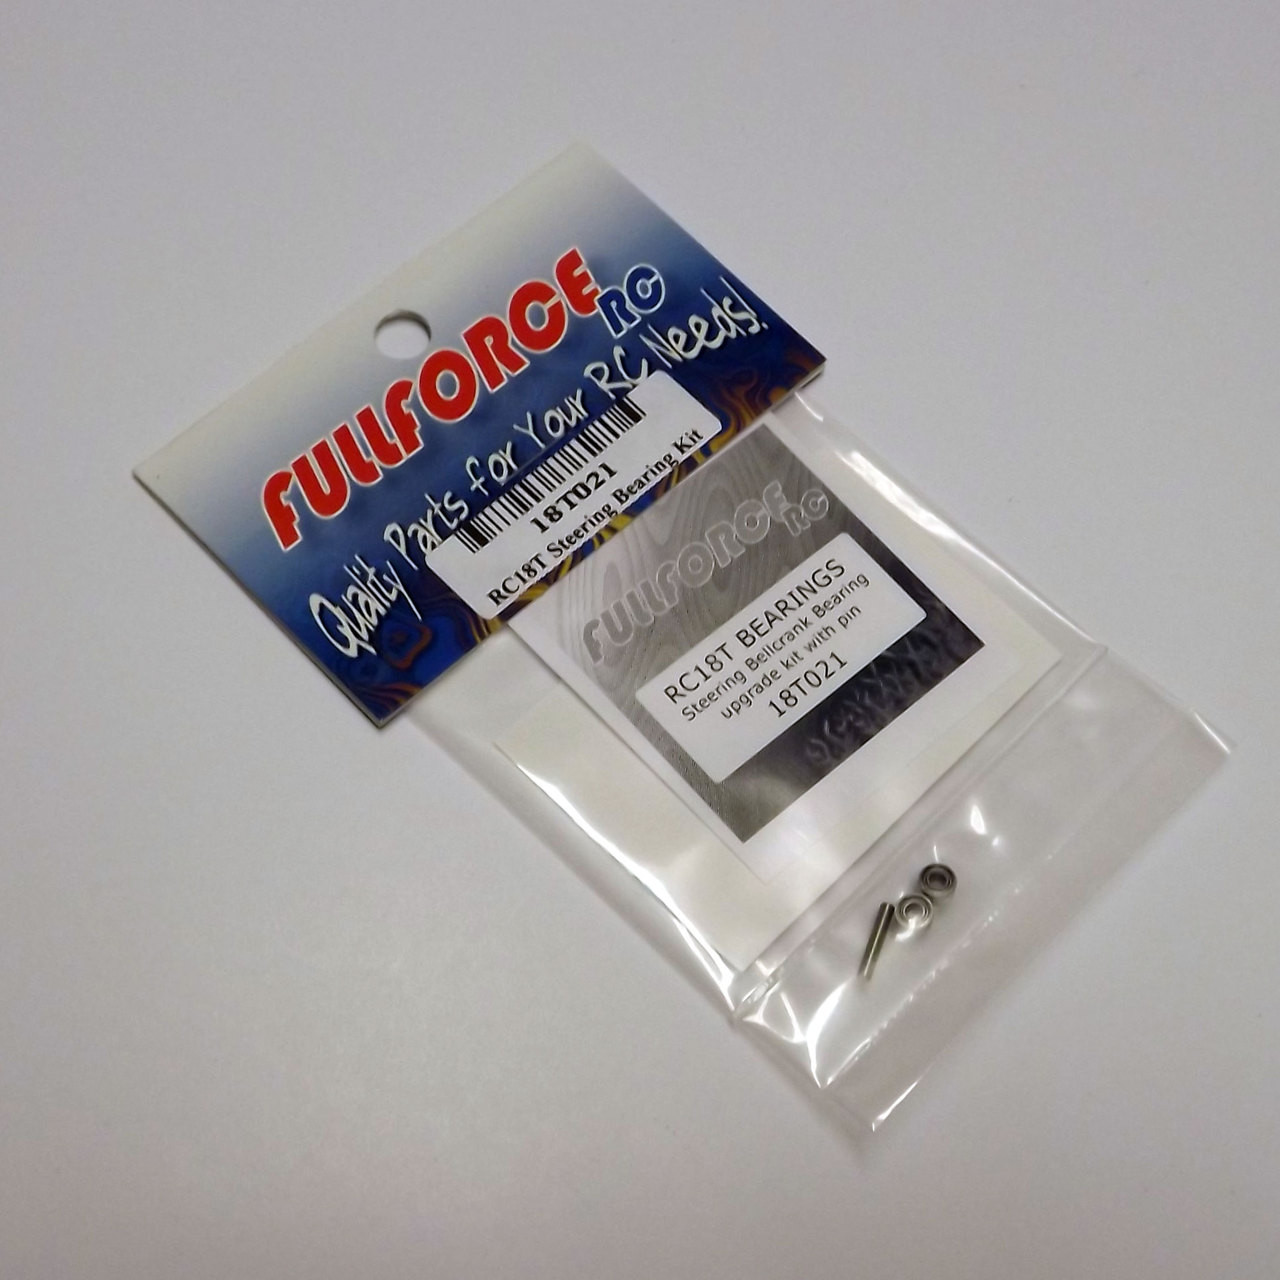 FULLFORCE RC
Quality Parts for Your RC Needs!
18T021
RC18T Steering Bearing Kit
FULLFORCE RC
RC18T BEARINGS
Steering Bellcrank Bearing
upgrade kit with pin
18T021